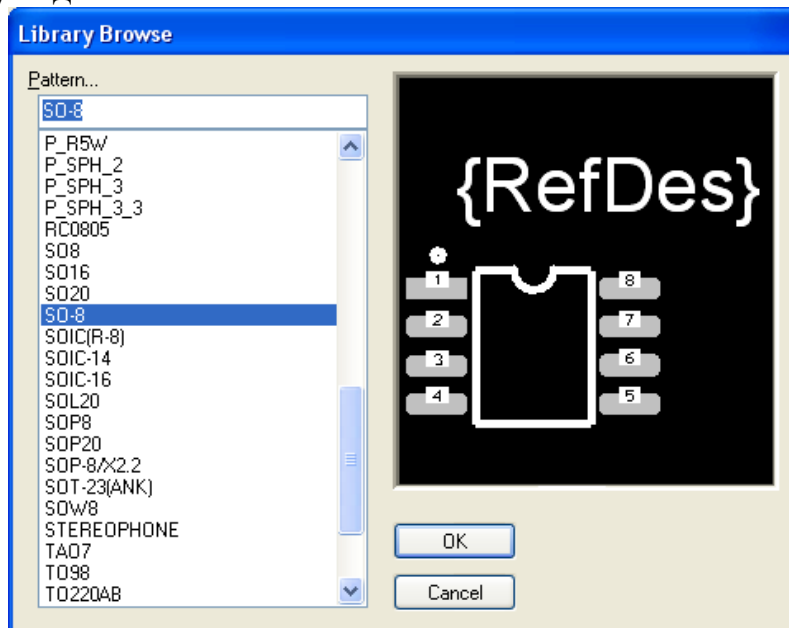 Library Browse
Pattern...
SO-8
P_R5W
P_SPH_2
P_SPH_3
P_SPH_3_3
RC0805
SO8
SO16
SO20
SO-8
SOIC(R-8)
SOIC-14
SOIC-16
SOL20
SOP8
SOP20
SOP-8/X2.2
SOT-23(ANK)
SOW8
STEREOPHONE
TAO7
TO98
TO220AB
{RefDes}
1 8
2 7
3 6
4 5
OK
Cancel